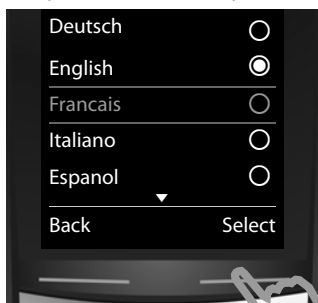 Deutsch
English
Francais
Italiano
Espanol
Back Select